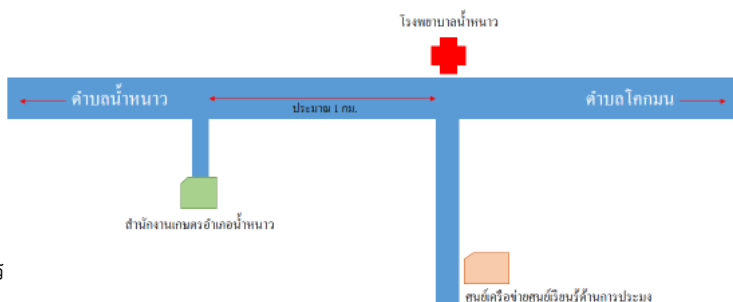 โรงพยาบาลน้ำหนาว
ตำบลน้ำหนาว
ประมาณ 1 กม.
ตำบลโคกมน
สำนักงานเกษตรอำเภอน้ำหนาว
ศูนย์เครือข่ายศูนย์เรียนรู้ด้านการประมง